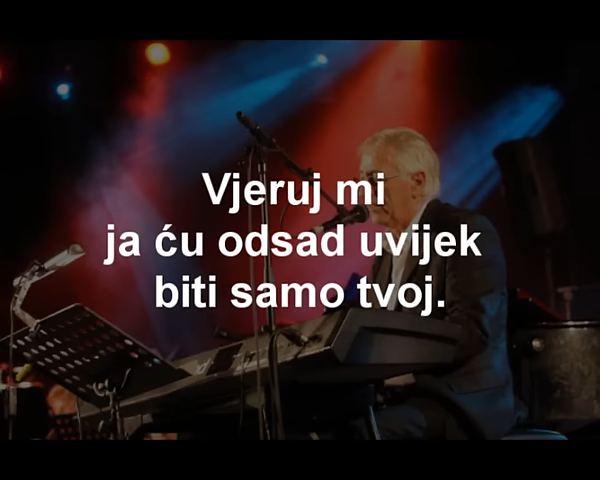 Vjeruj mi
ja ću odsad uvijek
biti samo tvoj.